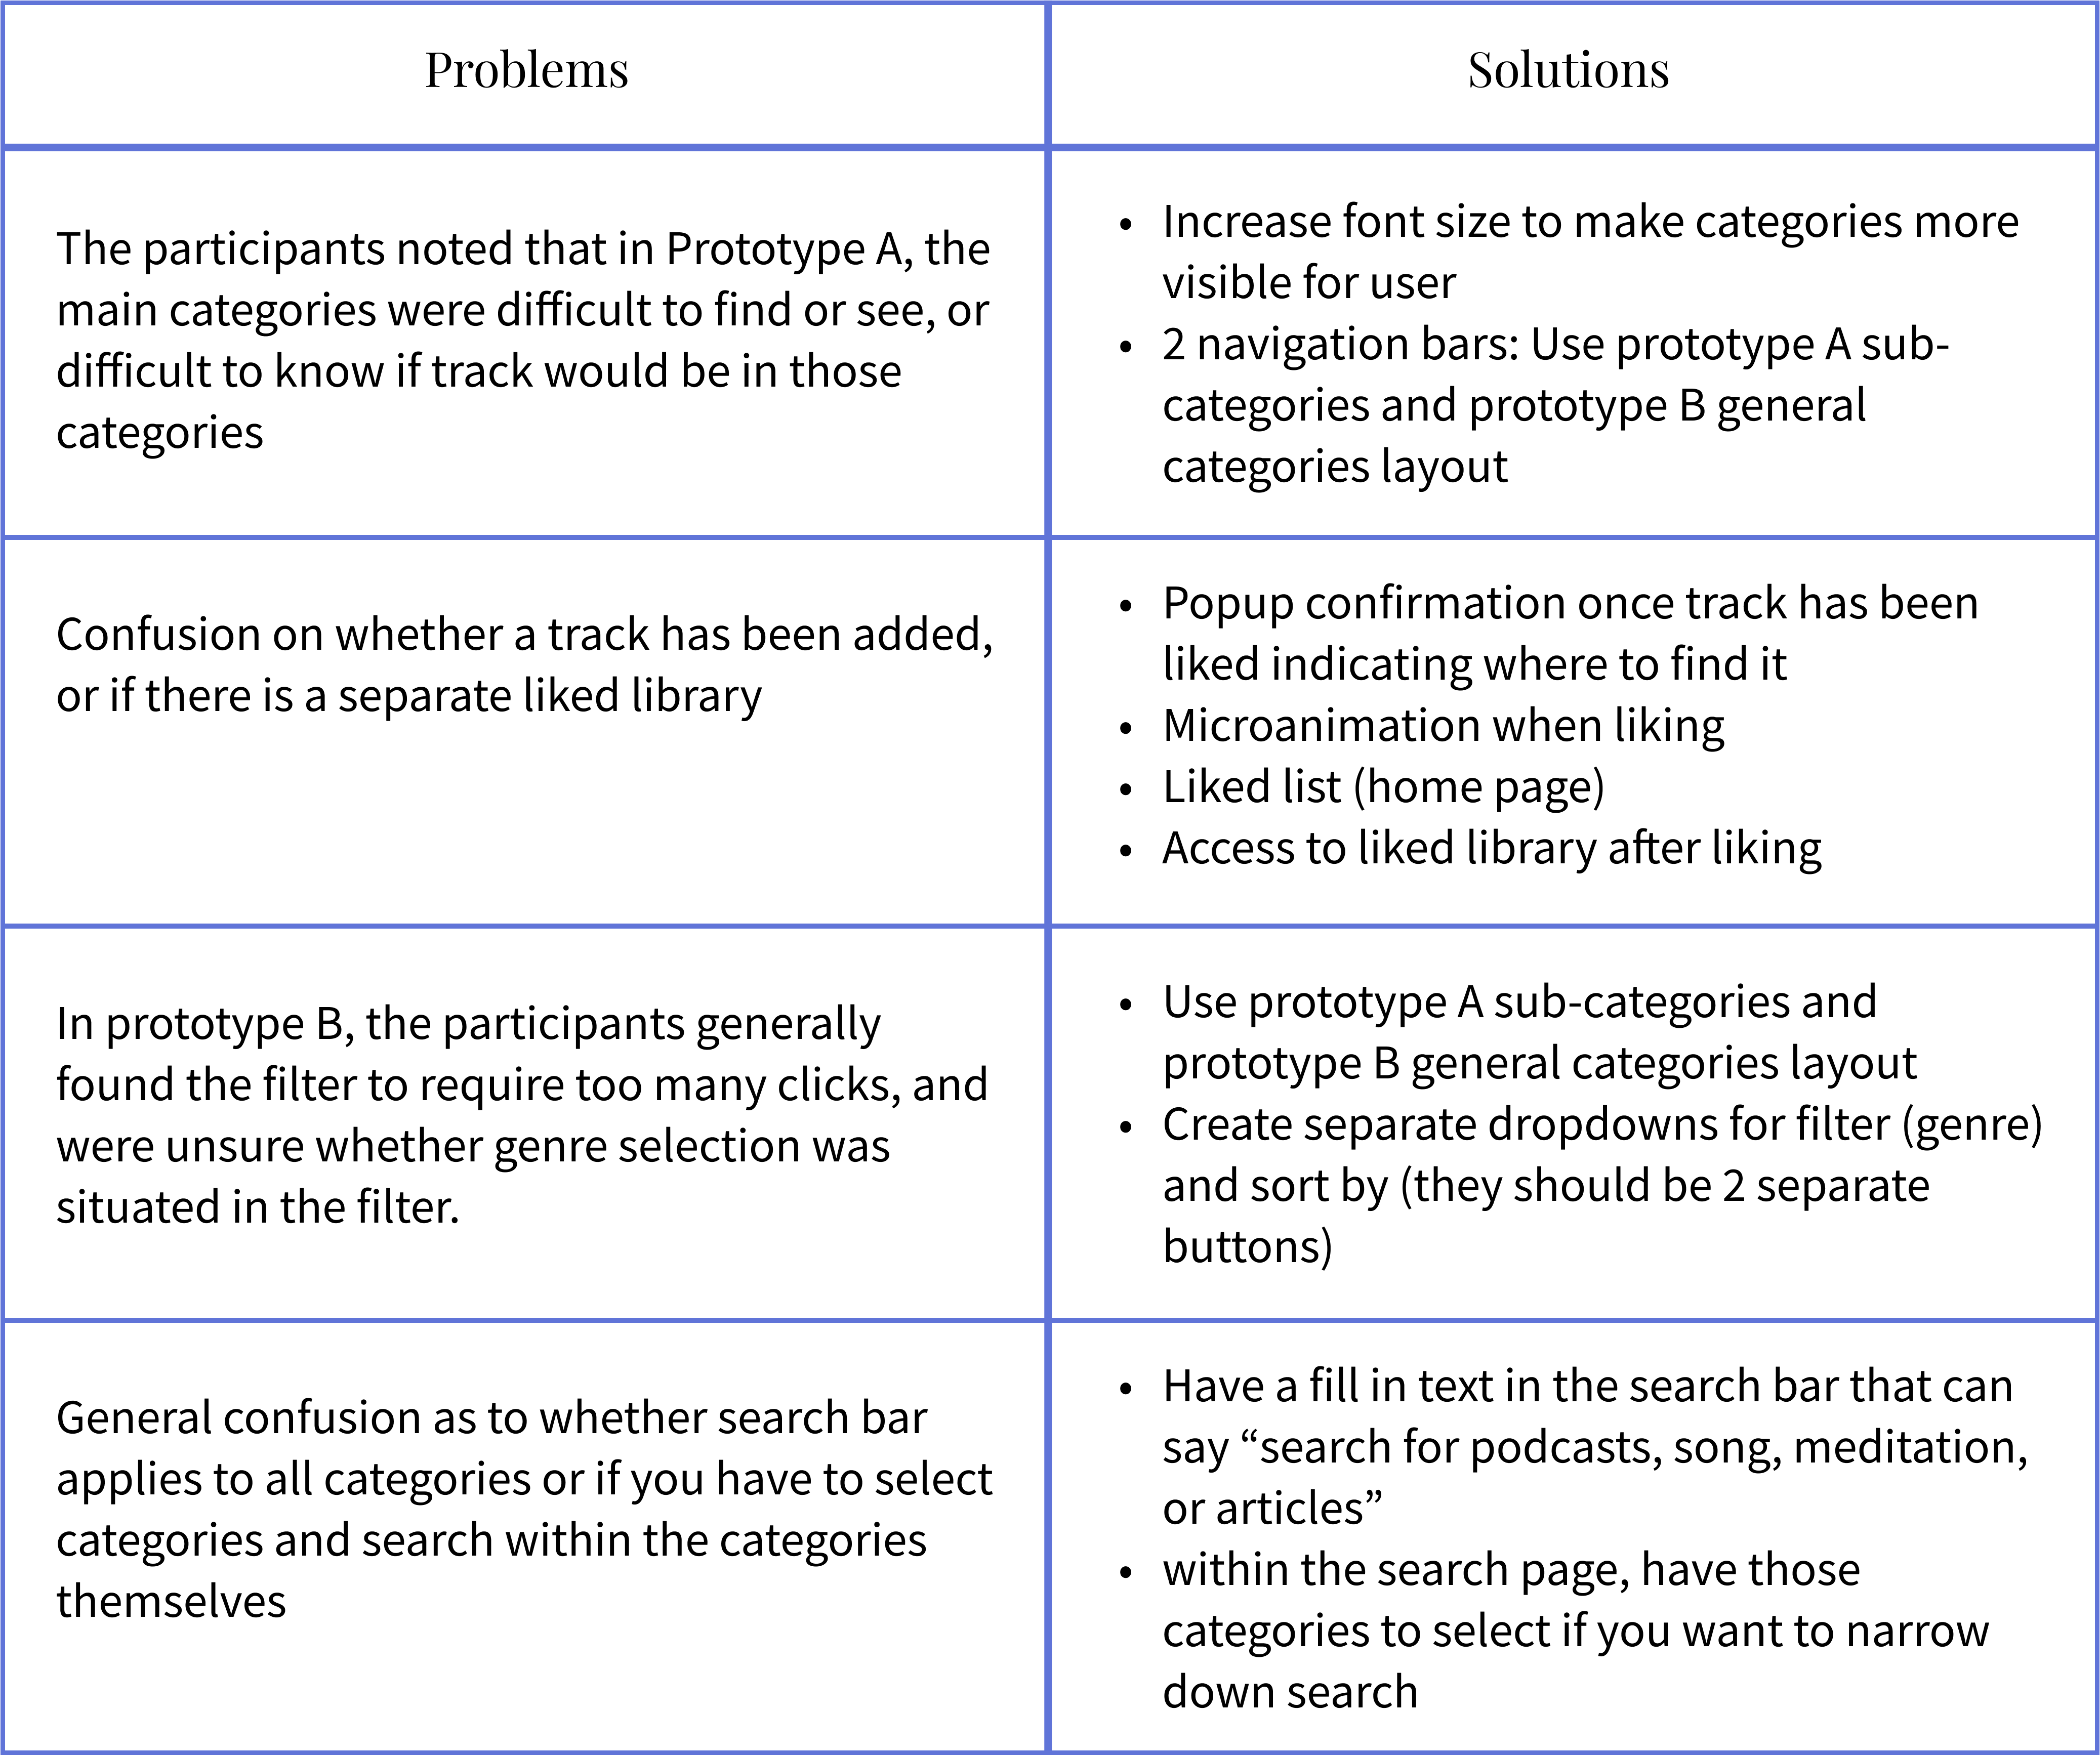 Problems
Solutions
The participants noted that in Prototype A, the
main categories were difficult to find or see, or
difficult to know if track would be in those
categories
• Increase font size to make categories more
visible for user
• 2 navigation bars: Use prototype A sub-
categories and prototype B general
categories layout
Confusion on whether a track has been added,
or if there is a separate liked library
• Popup confirmation once track has been
liked indicating where to find it
• Microanimation when liking
• Liked list (home page)
• Access to liked library after liking
In prototype B, the participants generally
found the filter to require too many clicks, and
were unsure whether genre selection was
situated in the filter.
• Use prototype A sub-categories and
prototype B general categories layout
• Create separate dropdowns for filter (genre)
and sort by (they should be 2 separate
buttons)
General confusion as to whether search bar
applies to all categories or if you have to select
categories and search within the categories
themselves
• Have a fill in text in the search bar that can
say “search for podcasts, song, meditation,
or articles”
• within the search page, have those
categories to select if you want to narrow
down search